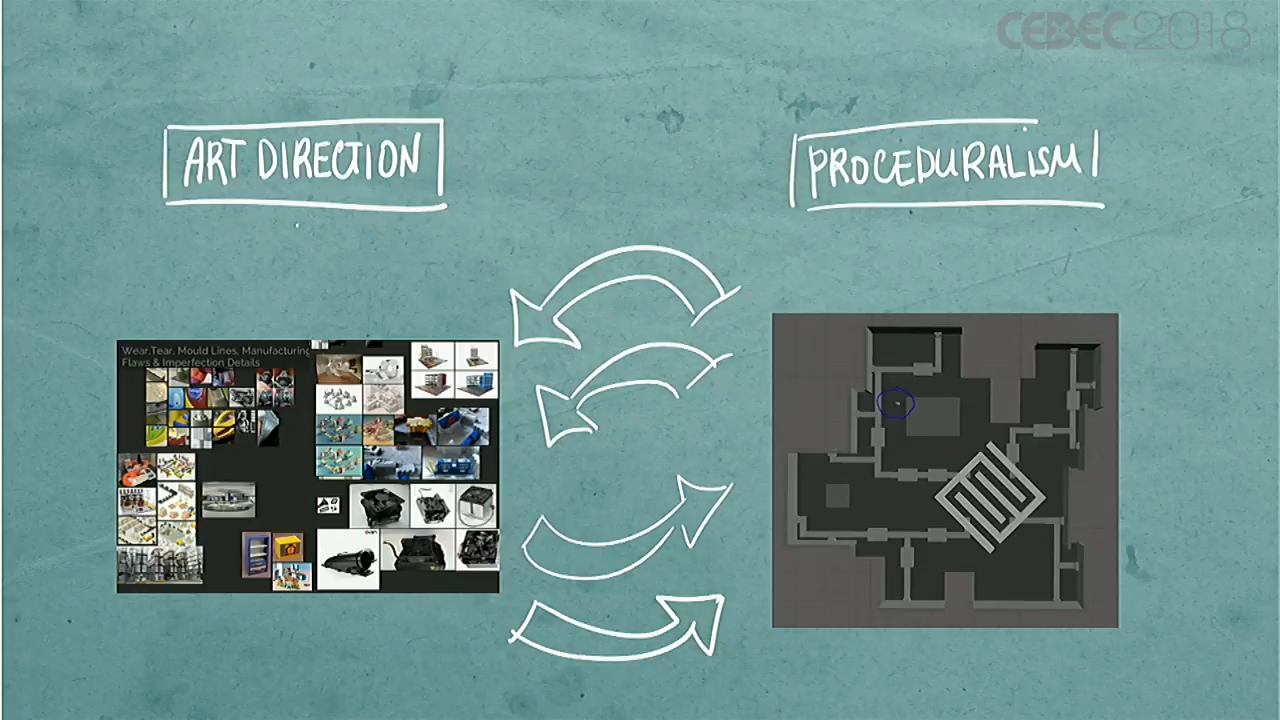 CEDEC2018
ART DIRECTION
PROCEDURALISM
Wear,Tear, Mould Lines, Manufacturing
Flaws & Imperfection Details